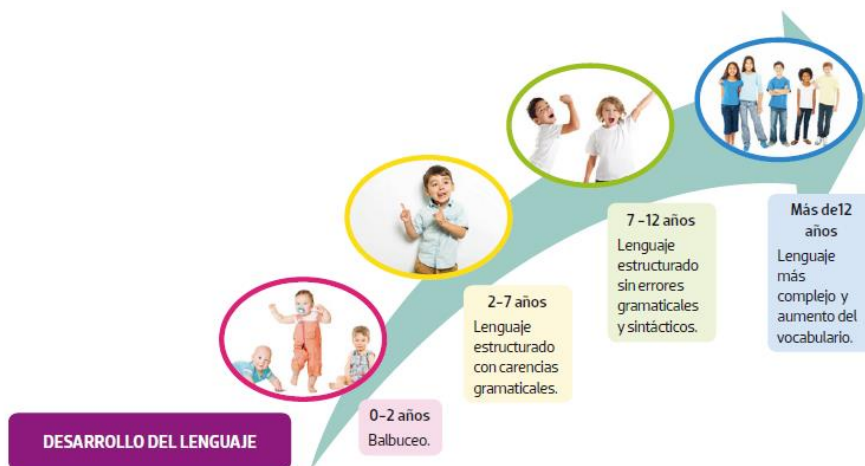 DESARROLLO DEL LENGUAJE
0-2 años
Balbuceo.
2-7 años
Lenguaje
estructurado
con carencias
gramaticales.
7-12 años
Lenguaje
estructurado
sin errores
gramaticales
y sintácticos.
Más de12
años
Lenguaje
más
complejo y
aumento del
vocabulario.